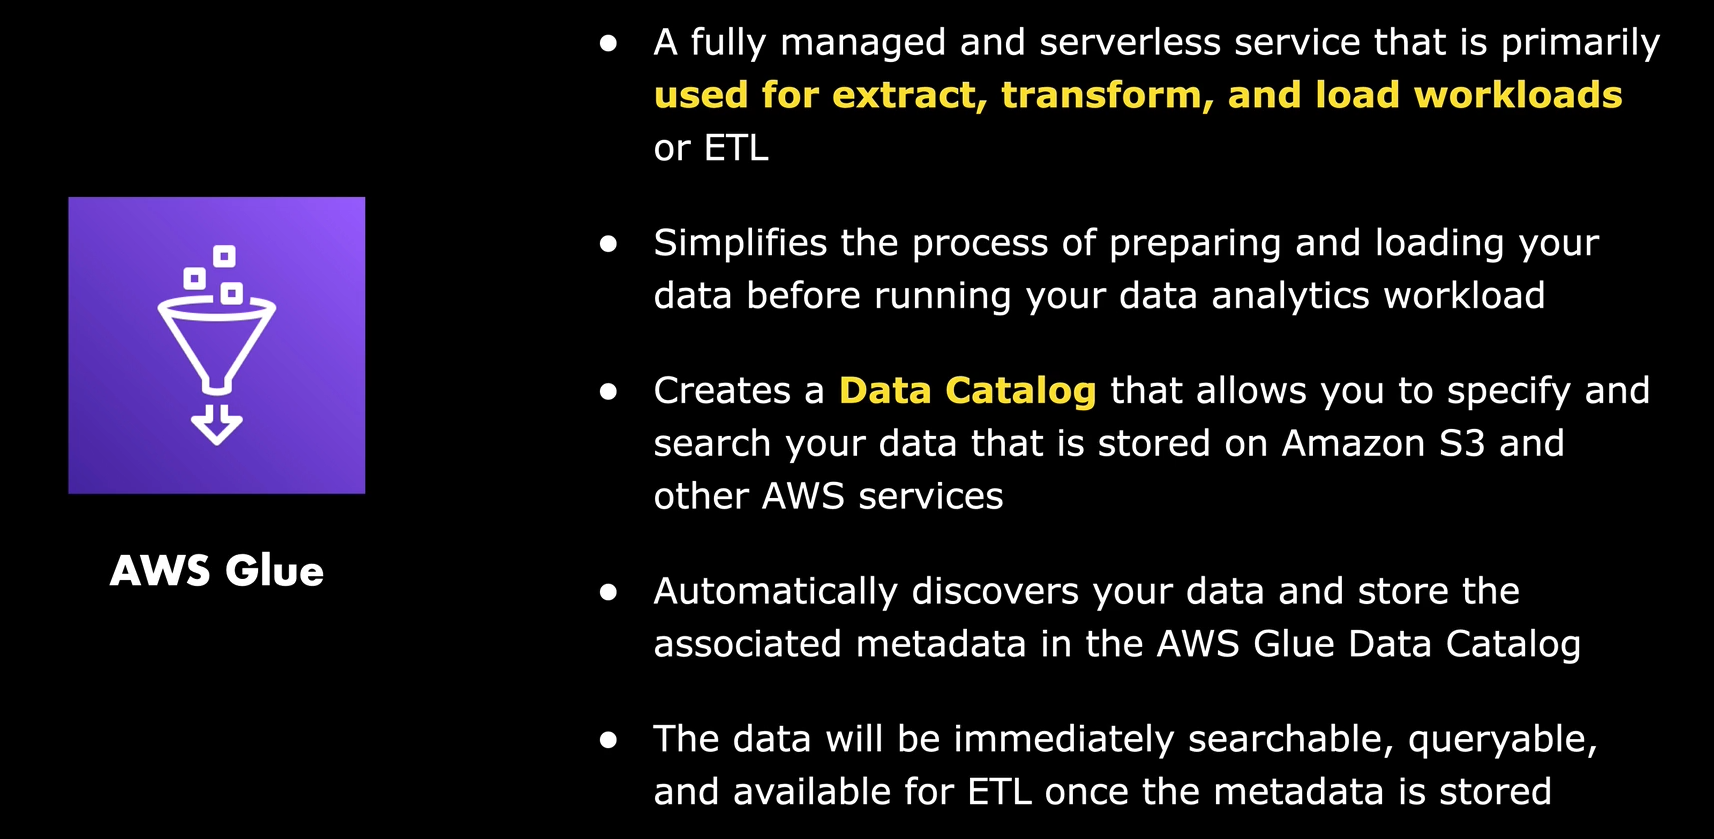 ● A fully managed and serverless service that is primarily
used for extract, transform, and load workloads
or ETL
● Simplifies the process of preparing and loading your
data before running your data analytics workload
● Creates a Data Catalog that allows you to specify and
search your data that is stored on Amazon S3 and
other AWS services
● Automatically discovers your data and store the
associated metadata in the AWS Glue Data Catalog
● The data will be immediately searchable, queryable,
and available for ETL once the metadata is stored
AWS Glue